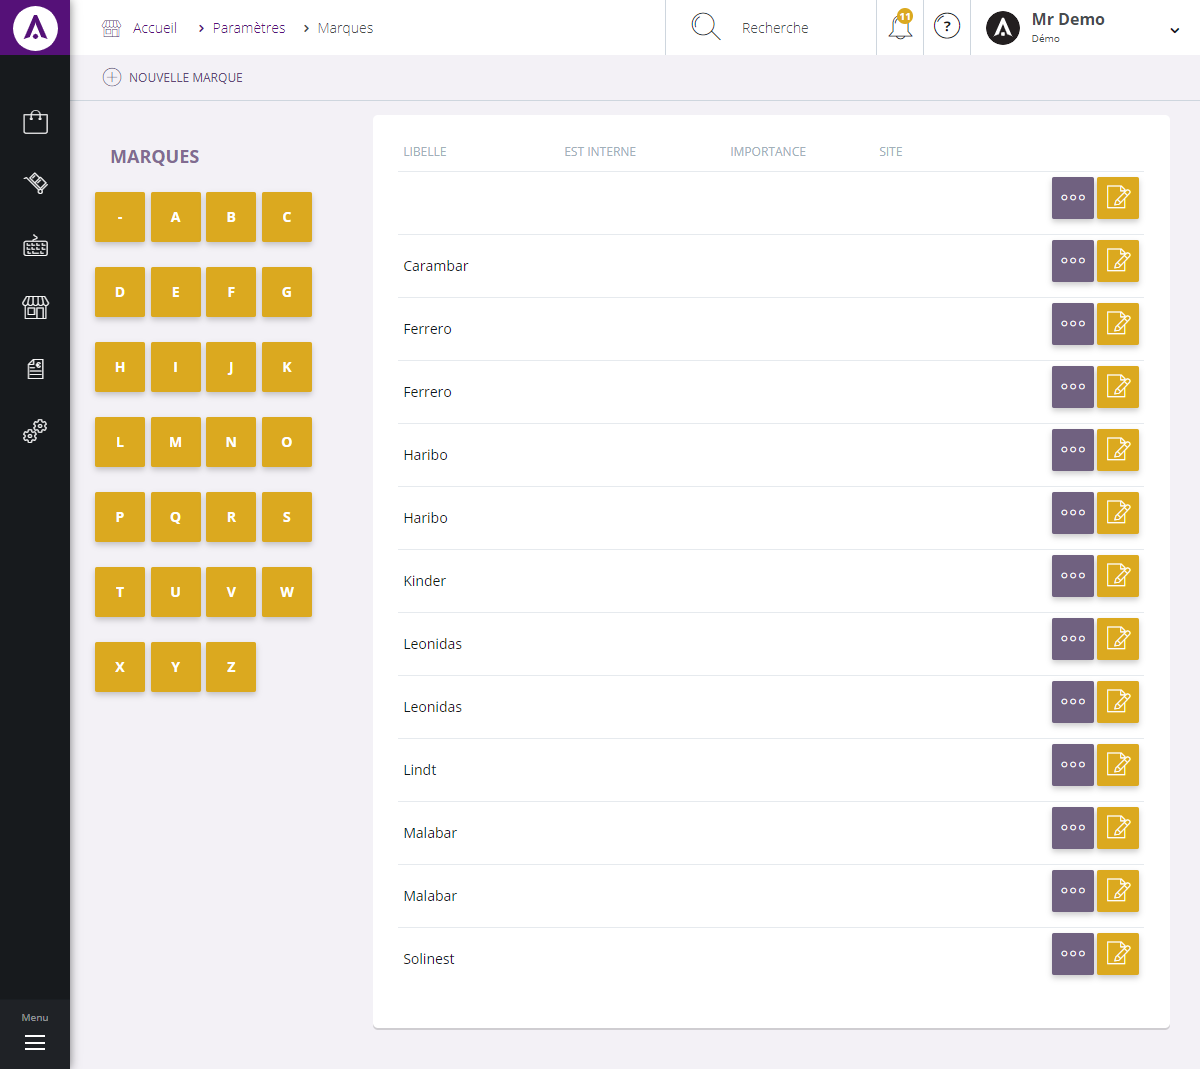 Accueil > Paramètres > Marques
Recherche
11
?
Mr Demo
Démo
NOUVELLE MARQUE
MARQUES
- A B C
D E F G
H I J K
L M N O
P Q R S
T U V W
X Y Z
LIBELLE EST INTERNE IMPORTANCE SITE
Carambar
Ferrero
Ferrero
Haribo
Haribo
Kinder
Leonidas
Leonidas
Lindt
Malabar
Malabar
Solinest
Menu